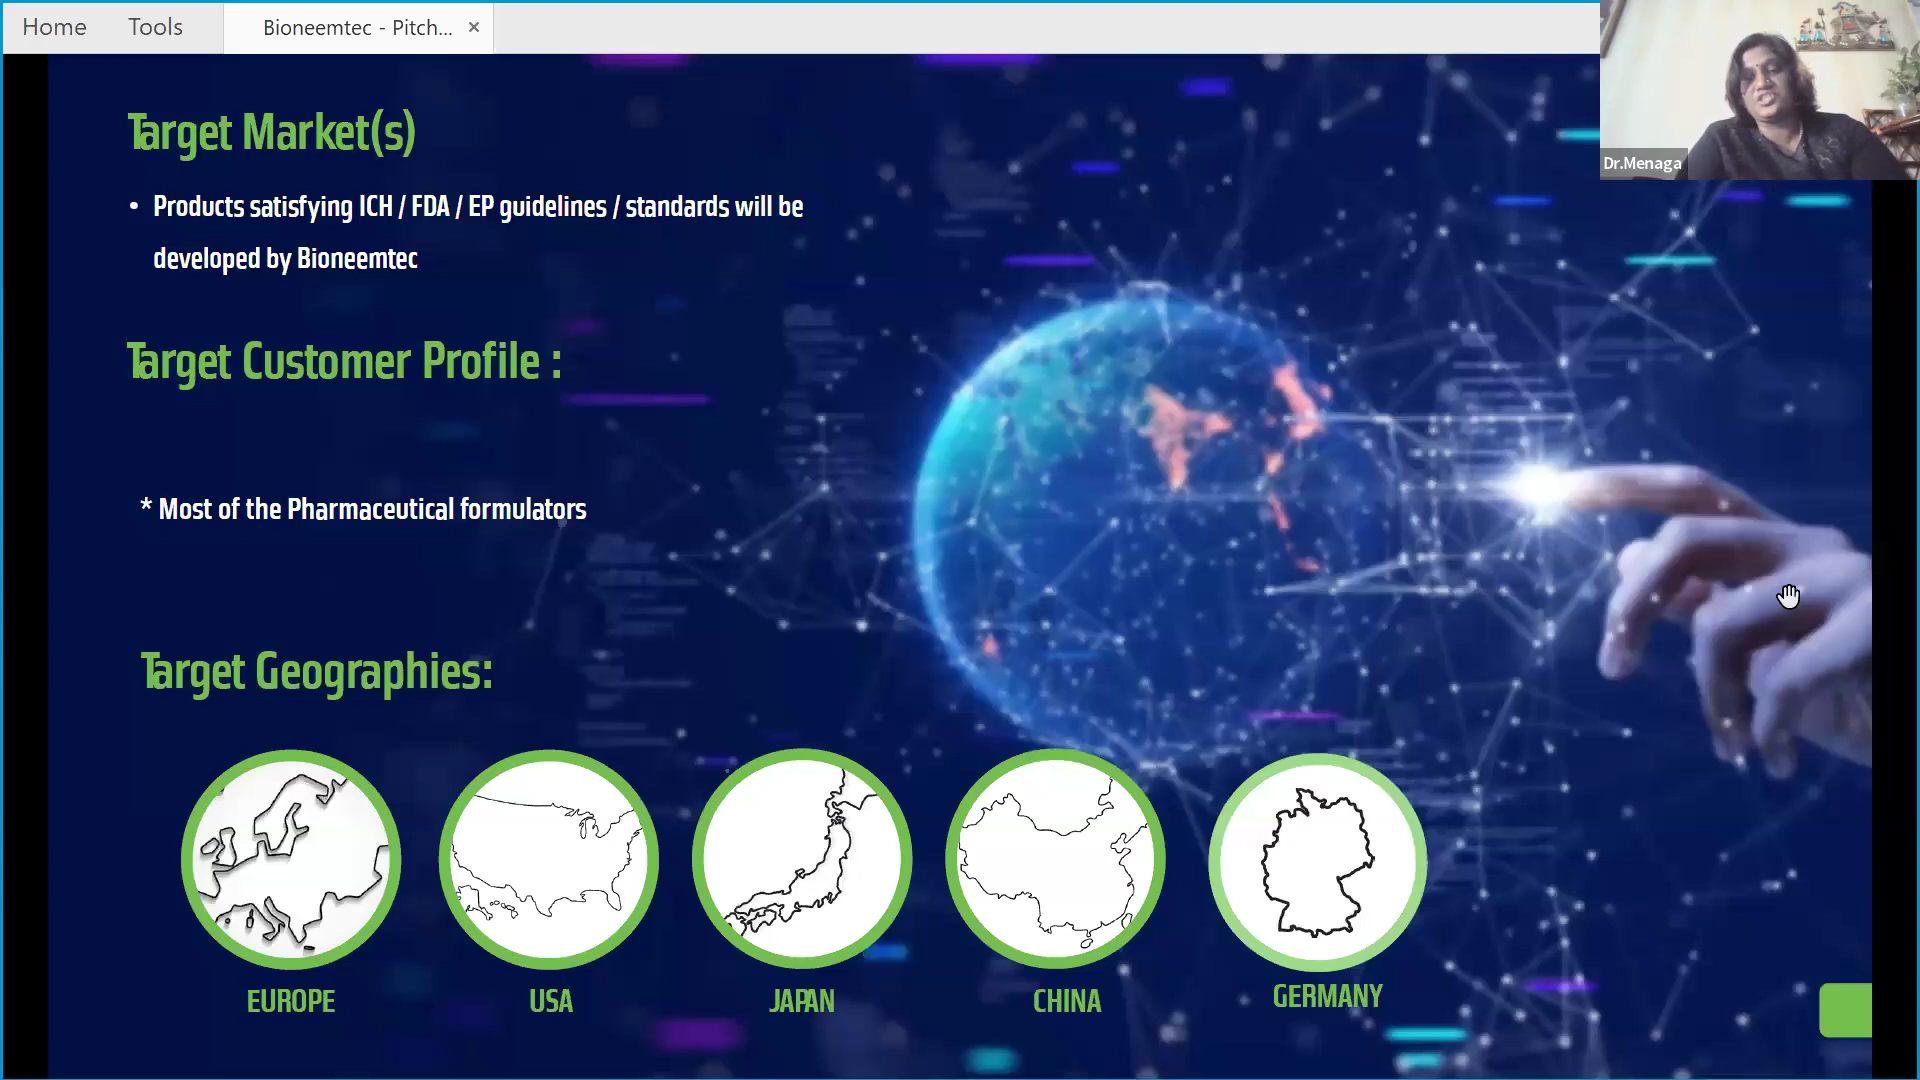 Home
Tools
Bioneemtec - Pitch...
Dr.Menaga
Target Market(s)
• Products satisfying ICH / FDA / EP guidelines / standards will be
developed by Bioneemtec
Target Customer Profile :
* Most of the Pharmaceutical formulators
Target Geographies:
EUROPE
USA
JAPAN
CHINA
GERMANY